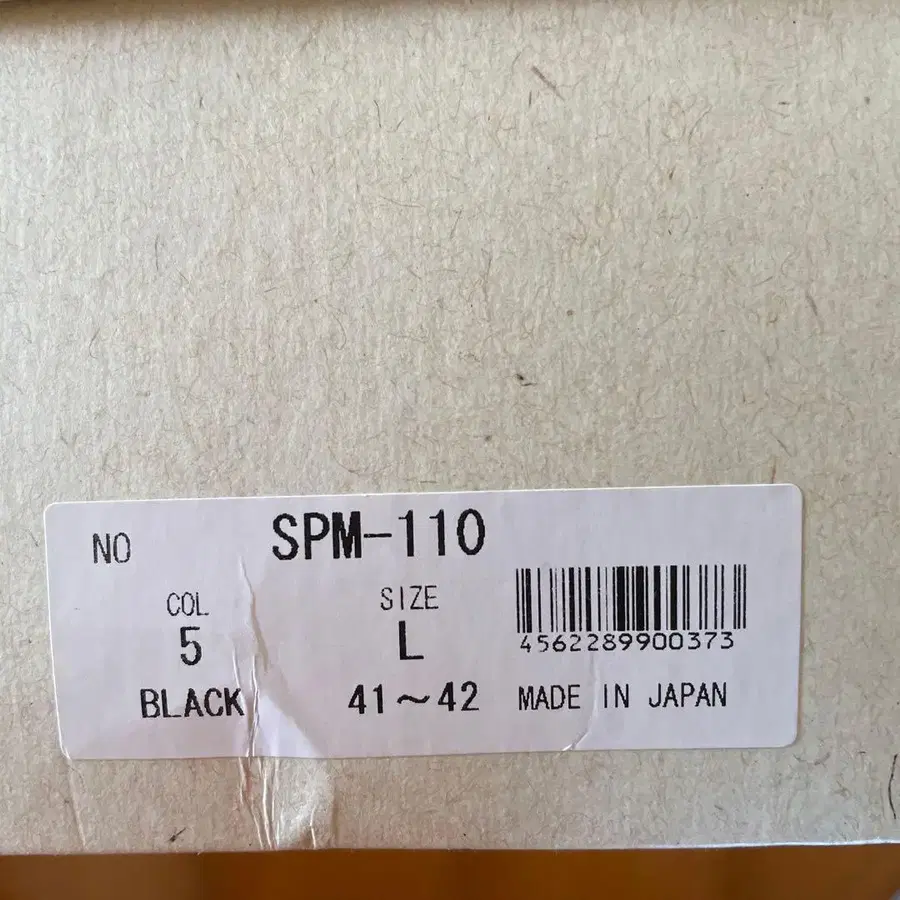 NO SPM-110
COL SIZE
5 L
4562289900373
BLACK 41～42 MADE IN JAPAN